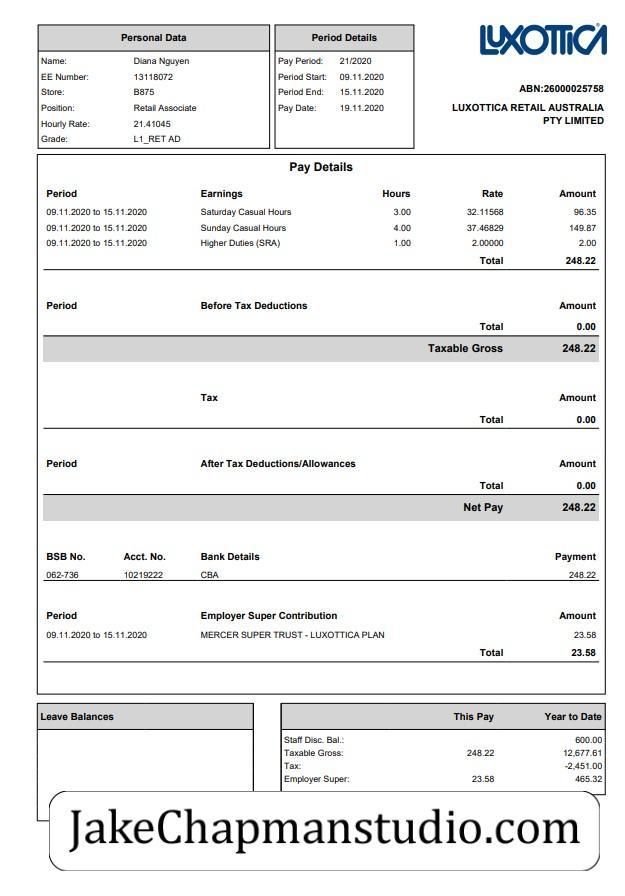 Personal Data
Name: Diana Nguyen
EE Number: 13118072
Store: B875
Position: Retail Associate
Hourly Rate: 21.41045
Grade: L1_RET AD
Period Details
Pay Period: 21/2020
Period Start: 09.11.2020
Period End: 15.11.2020
Pay Date: 19.11.2020
LUXOTTICA
ABN:26000025758
LUXOTTICA RETAIL AUSTRALIA
PTY LIMITED
Pay Details
Period Earnings Hours Rate Amount
09.11.2020 to 15.11.2020 Saturday Casual Hours 3.00 32.11568 96.35
09.11.2020 to 15.11.2020 Sunday Casual Hours 4.00 37.46829 149.87
09.11.2020 to 15.11.2020 Higher Duties (SRA) 1.00 2.00000 2.00
Total 248.22
Period Before Tax Deductions Amount
Total 0.00
Taxable Gross 248.22
Tax Amount
Total 0.00
Period After Tax Deductions/Allowances Amount
Total 0.00
Net Pay 248.22
BSB No. Acct. No. Bank Details Payment
062-736 10219222 CBA 248.22
Period Employer Super Contribution Amount
09.11.2020 to 15.11.2020 MERCER SUPER TRUST - LUXOTTICA PLAN 23.58
Total 23.58
Leave Balances
This Pay Year to Date
Staff Disc. Bal.: 600.00
Taxable Gross: 248.22 12,677.61
Tax: -2,451.00
Employer Super: 23.58 465.32
JakeChapmanstudio.com